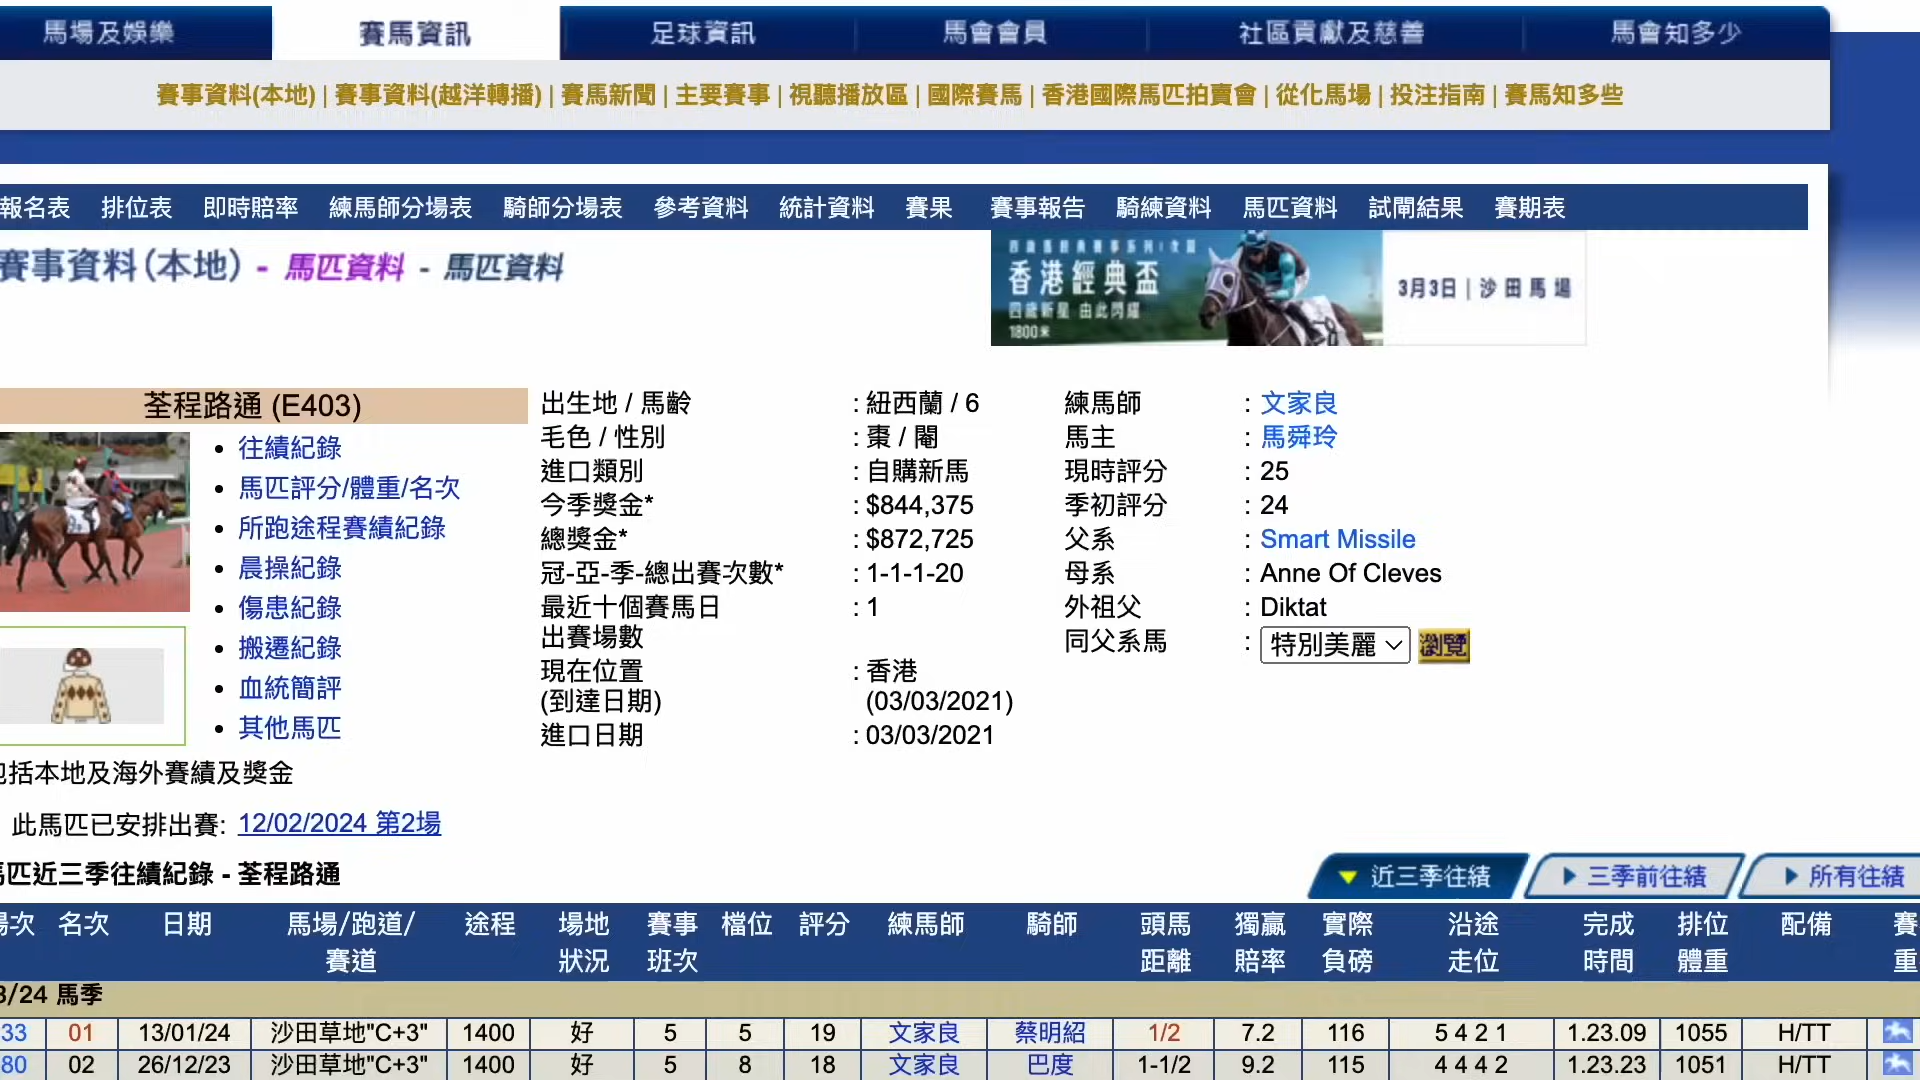 馬場及娛樂 賽馬資訊 足球資訊 馬會會員 社區貢獻及慈善 馬會知多少
賽事資料(本地) | 賽事資料(越洋轉播) | 賽馬新聞 | 主要賽事 | 視聽播放區 | 國際賽馬 | 香港國際馬匹拍賣會 | 從化馬場 | 投注指南 | 賽馬知多些
報名表 排位表 即時賠率 練馬師分場表 騎師分場表 參考資料 統計資料 賽果 賽事報告 騎練資料 馬匹資料 試閘結果 賽期表
賽事資料(本地) - 馬匹資料 - 馬匹資料
四歲馬經典賽事系列:次關
香港經典盃
四歲新星 由此閃耀
1800米
3月3日 | 沙田馬場
荃程路通 (E403)
往績紀錄
馬匹評分/體重/名次
所跑途程賽績紀錄
晨操紀錄
傷患紀錄
搬遷紀錄
血統簡評
其他馬匹
出生地 / 馬齡 : 紐西蘭 / 6
毛色 / 性別 : 棗 / 閹
進口類別 : 自購新馬
今季獎金* : $844,375
總獎金* : $872,725
冠-亞-季-總出賽次數* : 1-1-1-20
最近十個賽馬日 : 1
出賽場數
現在位置 : 香港
(到達日期) (03/03/2021)
進口日期 : 03/03/2021
練馬師 : 文家良
馬主 : 馬舜玲
現時評分 : 25
季初評分 : 24
父系 : Smart Missile
母系 : Anne Of Cleves
外祖父 : Diktat
同父系馬 : 特別美麗 瀏覽
包括本地及海外賽績及獎金
此馬匹已安排出賽: 12/02/2024 第2場
馬匹近三季往績紀錄 - 荃程路通
近三季往績 三季前往績 所有往績
場次 名次 日期 馬場/跑道/ 途程 場地 賽事 檔位 評分 練馬師 騎師 頭馬 獨贏 實際 沿途 完成 排位 配備 賽
賽道 狀況 班次 距離 賠率 負磅 走位 時間 體重 重
3/24 馬季
33 01 13/01/24 沙田草地"C+3" 1400 好 5 5 19 文家良 蔡明紹 1/2 7.2 116 5 4 2 1 1.23.09 1055 H/TT
80 02 26/12/23 沙田草地"C+3" 1400 好 5 8 18 文家良 巴度 1-1/2 9.2 115 4 4 4 2 1.23.23 1051 H/TT